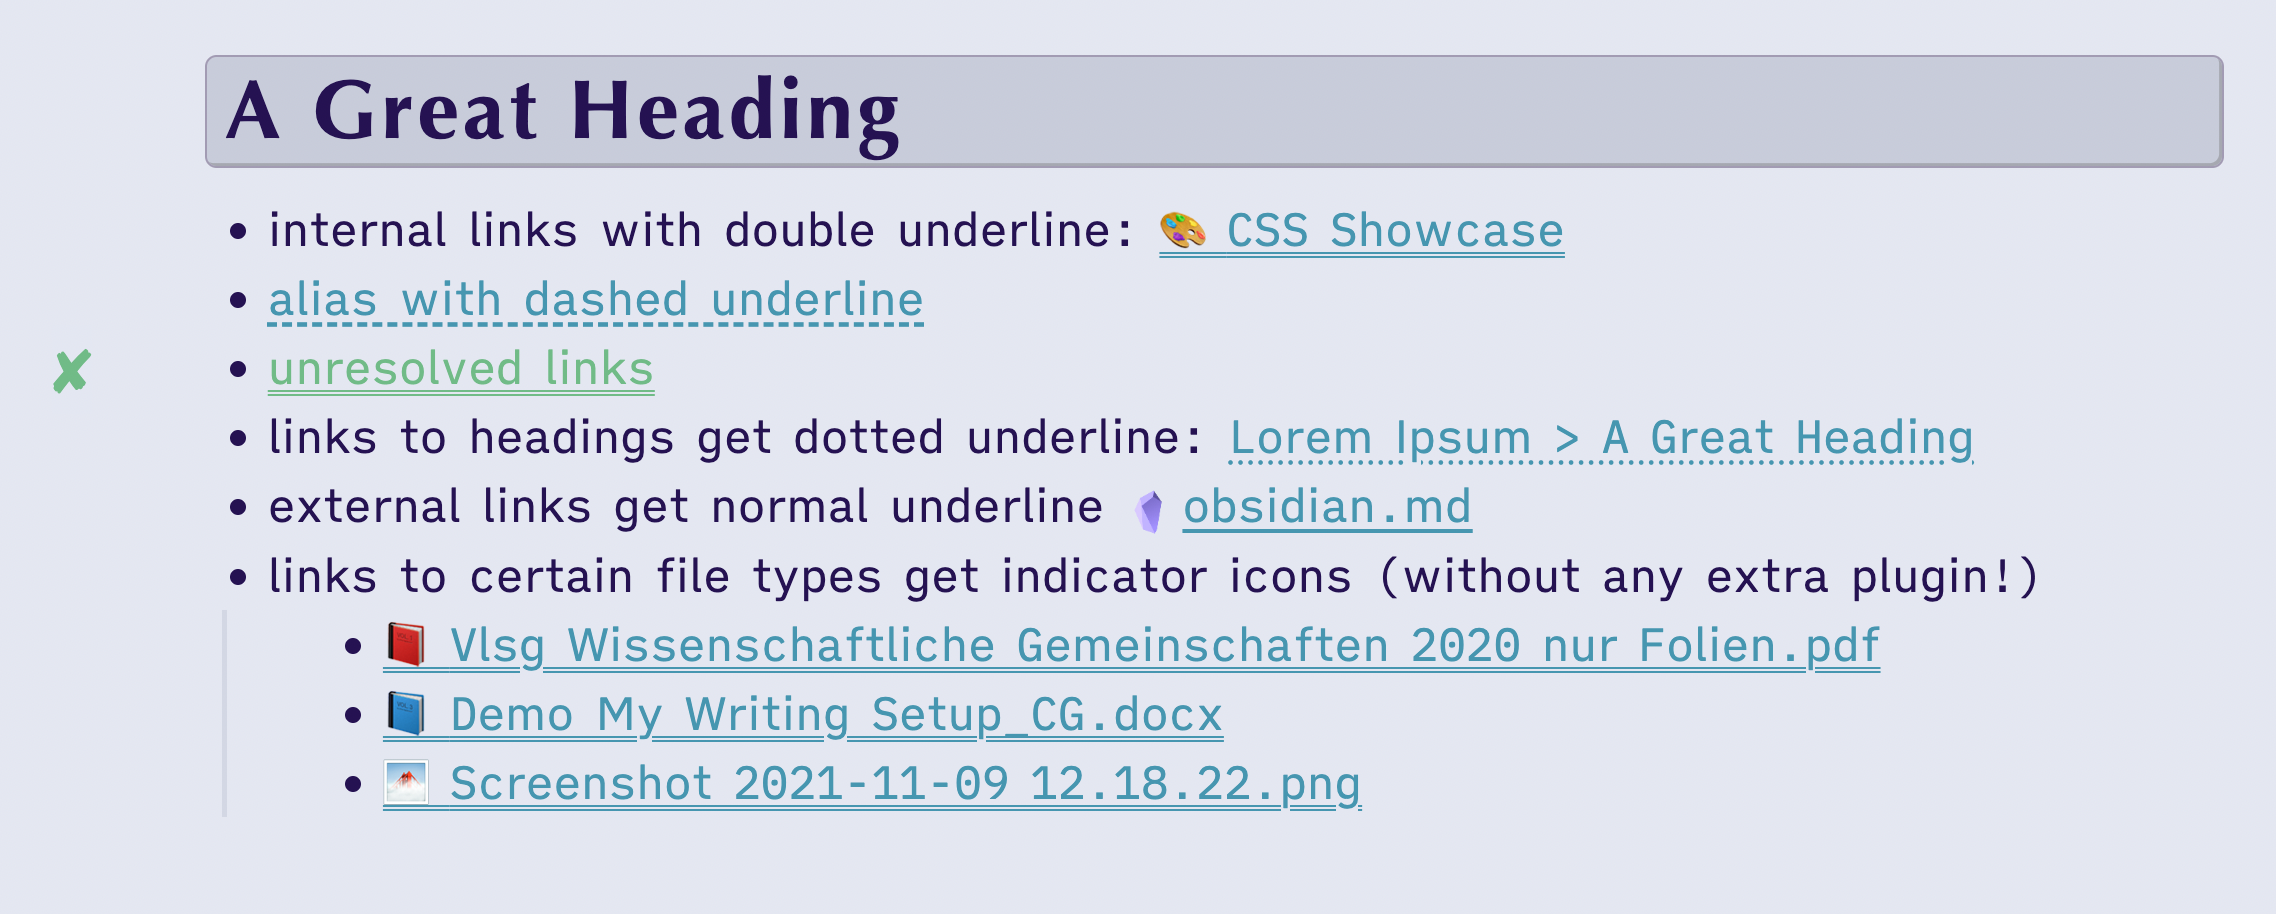 A Great Heading
• internal links with double underline: 🎨 CSS Showcase
• alias with dashed underline
✘ • unresolved links
• links to headings get dotted underline: Lorem Ipsum > A Great Heading
• external links get normal underline obsidian.md
• links to certain file types get indicator icons (without any extra plugin!)
• 📕 Vlsg Wissenschaftliche Gemeinschaften 2020 nur Folien.pdf
• 📘 Demo My Writing Setup_CG.docx
• Screenshot 2021-11-09 12.18.22.png